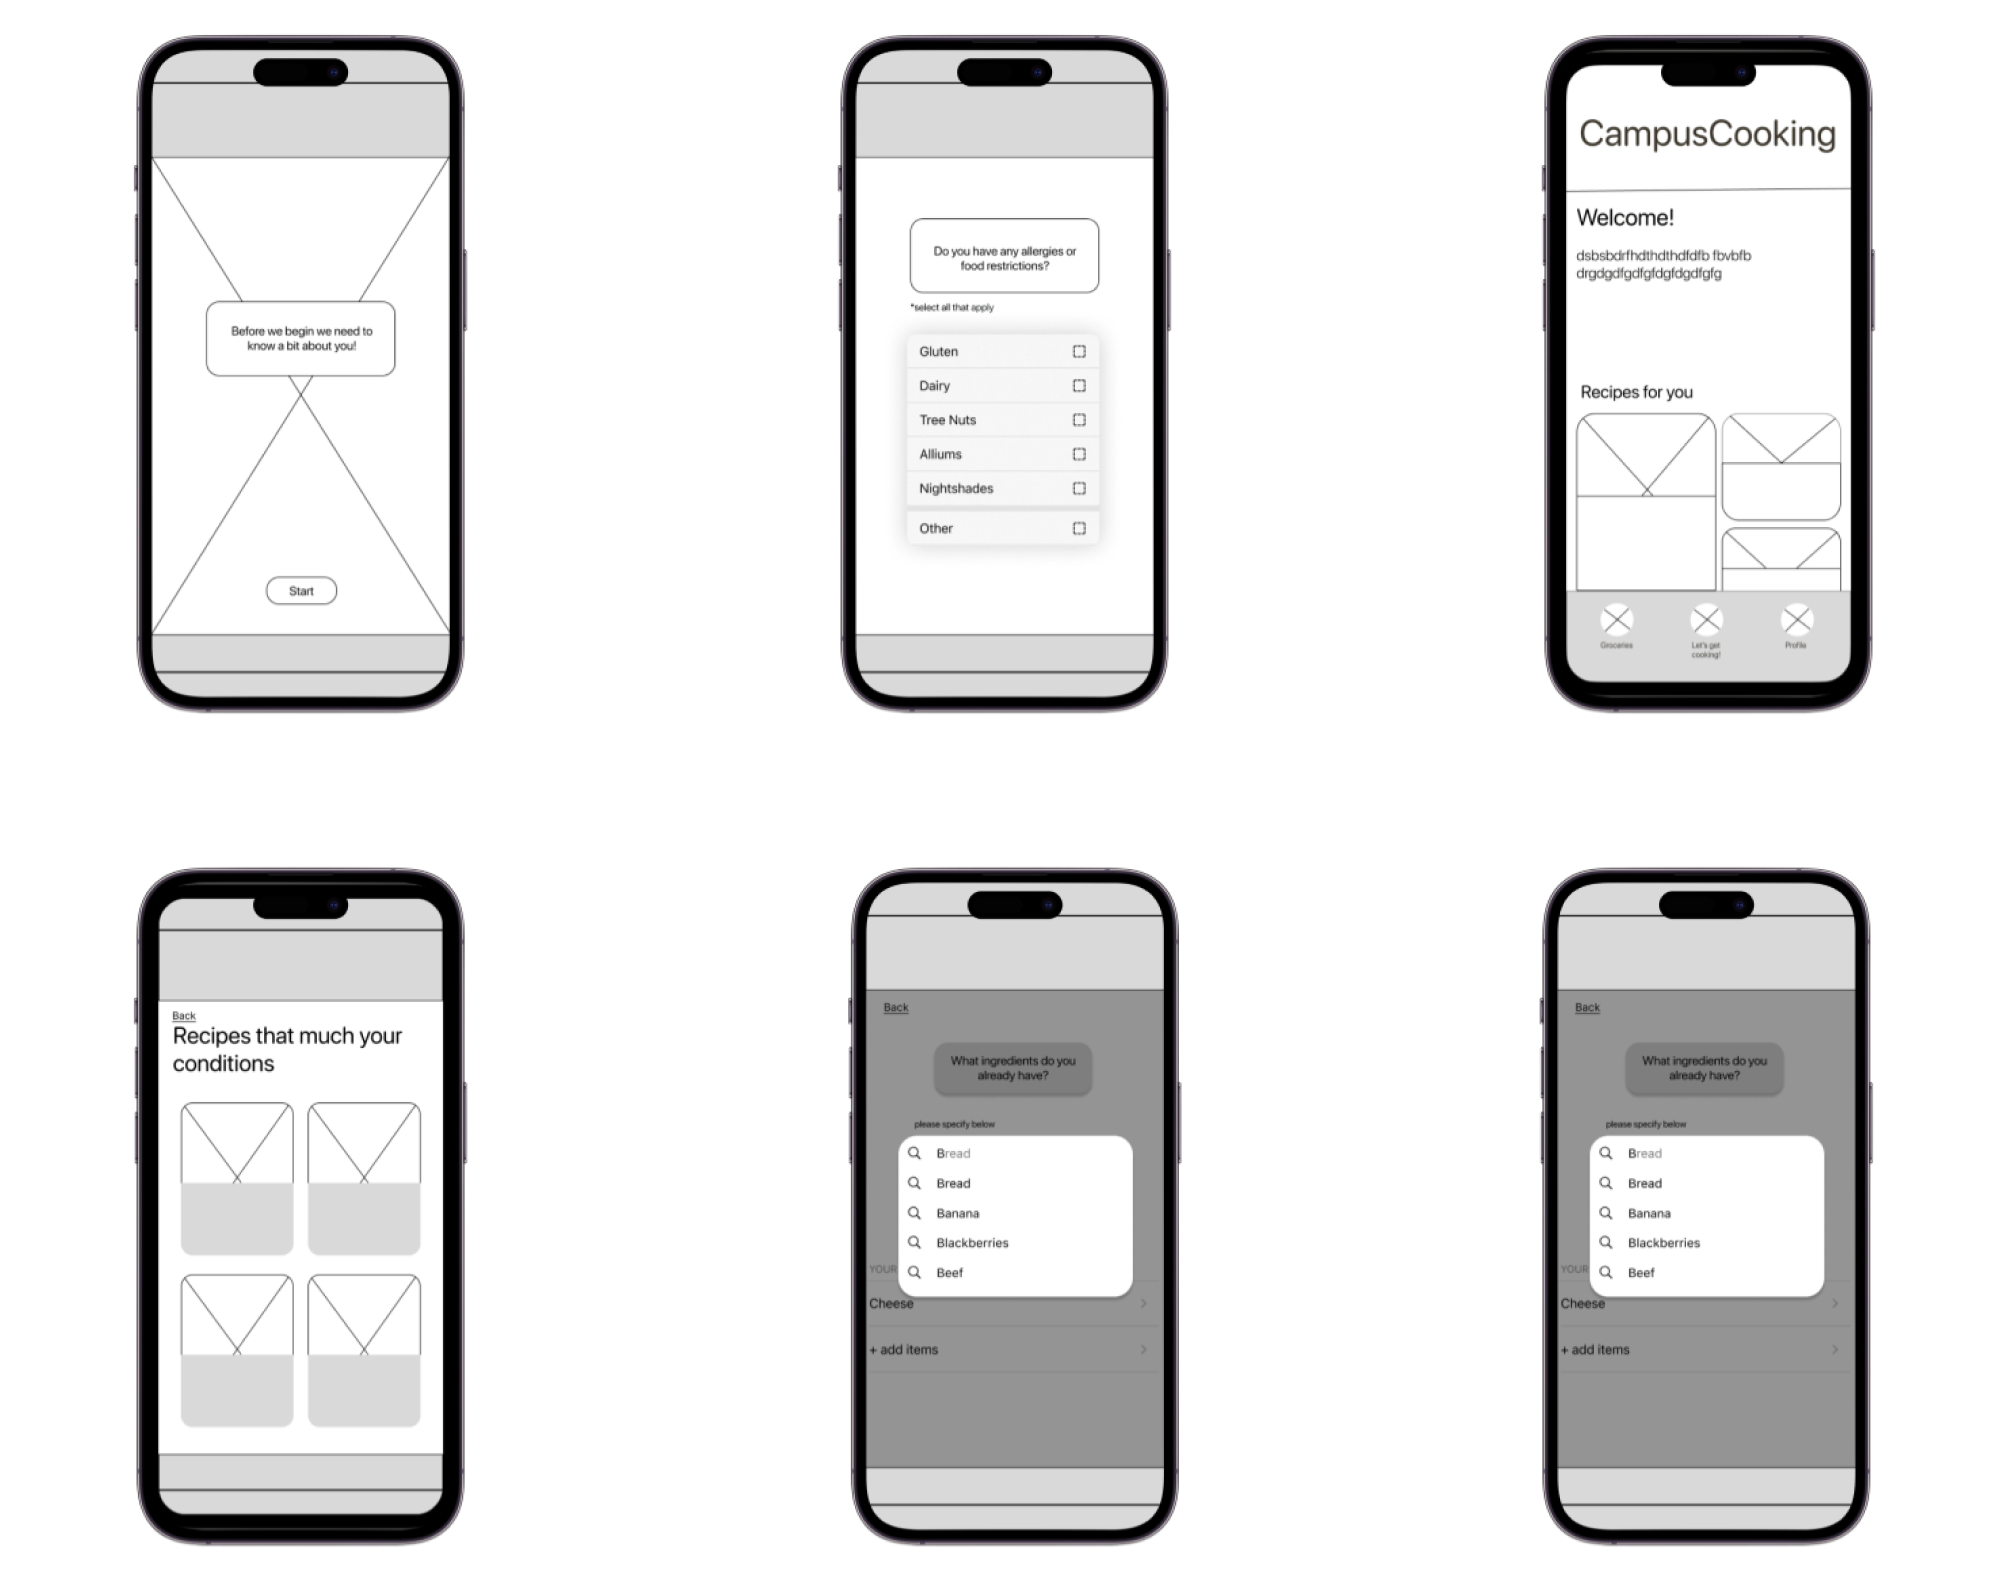 Before we begin we need to
know a bit about you!
Start
Do you have any allergies or
food restrictions?
*select all that apply
Gluten
Dairy
Tree Nuts
Alliums
Nightshades
Other
CampusCooking
Welcome!
dsbsbdrfhdthdthdfdfb fbvbfb
drgdgdfgdfgfdgfdgdfgfg
Recipes for you
Groceries
Let's get
cooking!
Profile
Back
Recipes that much your
conditions
Back
What ingredients do you
already have?
please specify below
Bread
Bread
Banana
Blackberries
Beef
YOUR
Cheese
+ add items
Back
What ingredients do you
already have?
please specify below
Bread
Bread
Banana
Blackberries
Beef
YOUR
Cheese
+ add items